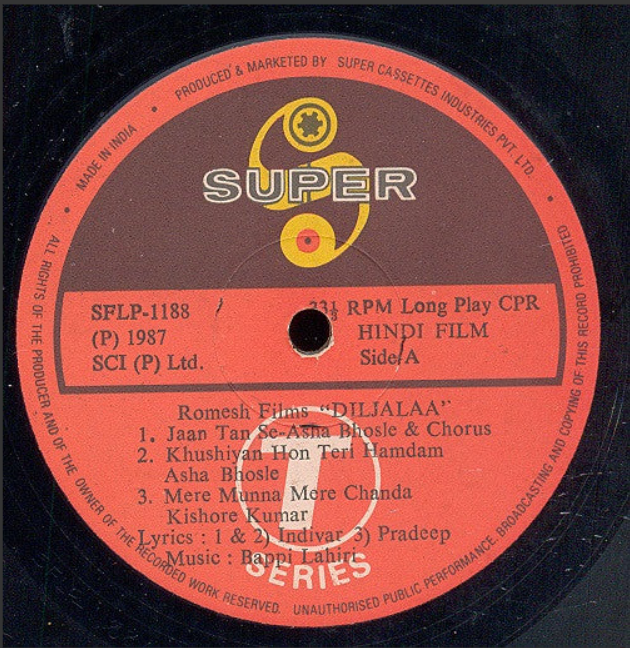 MADE IN INDIA • PRODUCED & MARKETED BY SUPER CASSETTES INDUSTRIES PVT. LTD. •
SUPER
SFLP-1188
(P) 1987
SCI (P) Ltd.
33⅓ RPM Long Play CPR
HINDI FILM
Side/A
Romesh Films "DILJALAA"
1. Jaan Tan Se-Asha Bhosle & Chorus
2. Khushiyan Hon Teri Hamdam
Asha Bhosle
3. Mere Munna Mere Chanda
Kishore Kumar
Lyrics : 1 & 2) Indivar 3) Pradeep
Music : Bappi Lahiri
T
SERIES
ALL RIGHTS OF THE PRODUCER AND OF THE OWNER OF THE RECORDED WORK RESERVED. UNAUTHORISED PUBLIC PERFORMANCE. BROADCASTING AND COPYING OF THIS RECORD PROHIBITED